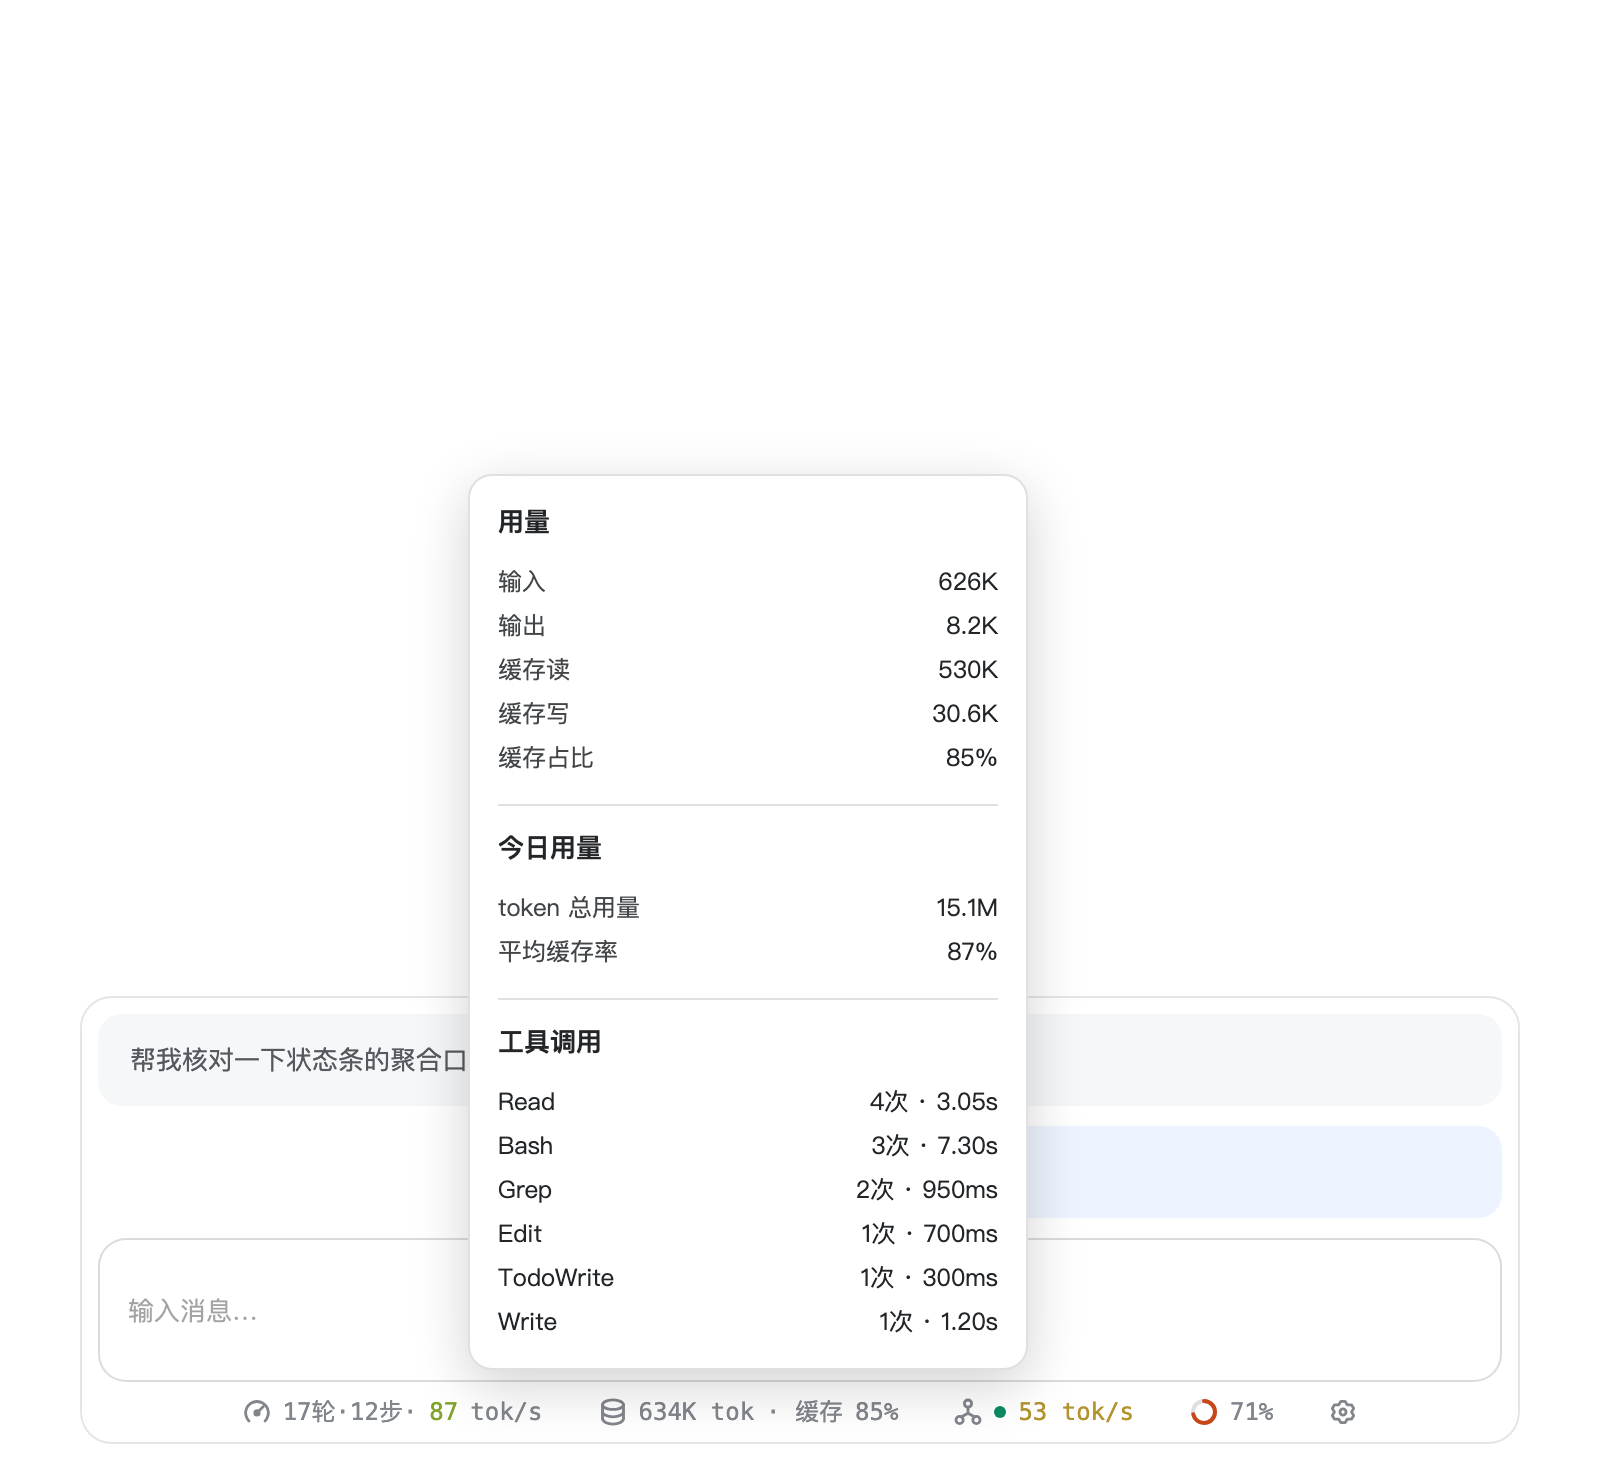 用量
输入 626K
输出 8.2K
缓存读 530K
缓存写 30.6K
缓存占比 85%
今日用量
token 总用量 15.1M
平均缓存率 87%
工具调用
Read 4次 · 3.05s
Bash 3次 · 7.30s
Grep 2次 · 950ms
Edit 1次 · 700ms
TodoWrite 1次 · 300ms
Write 1次 · 1.20s
帮我核对一下状态条的聚合口
输入消息...
17轮·12步· 87 tok/s 634K tok · 缓存 85% 53 tok/s 71%